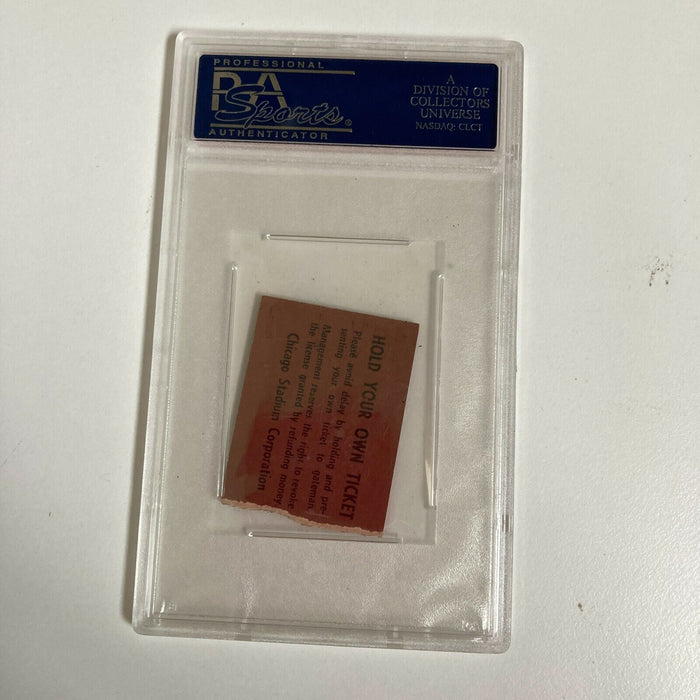 PROFESSIONAL
PSA
Sports®
AUTHENTICATOR
A
DIVISION OF
COLLECTORS
UNIVERSE
NASDAQ: CLCT
HOLD YOUR OWN TICKET
Please avoid delay by holding and pre-
senting your own ticket to gateman.
Management reserves the right to revoke
the license granted by refunding money.
Chicago Stadium Corporation